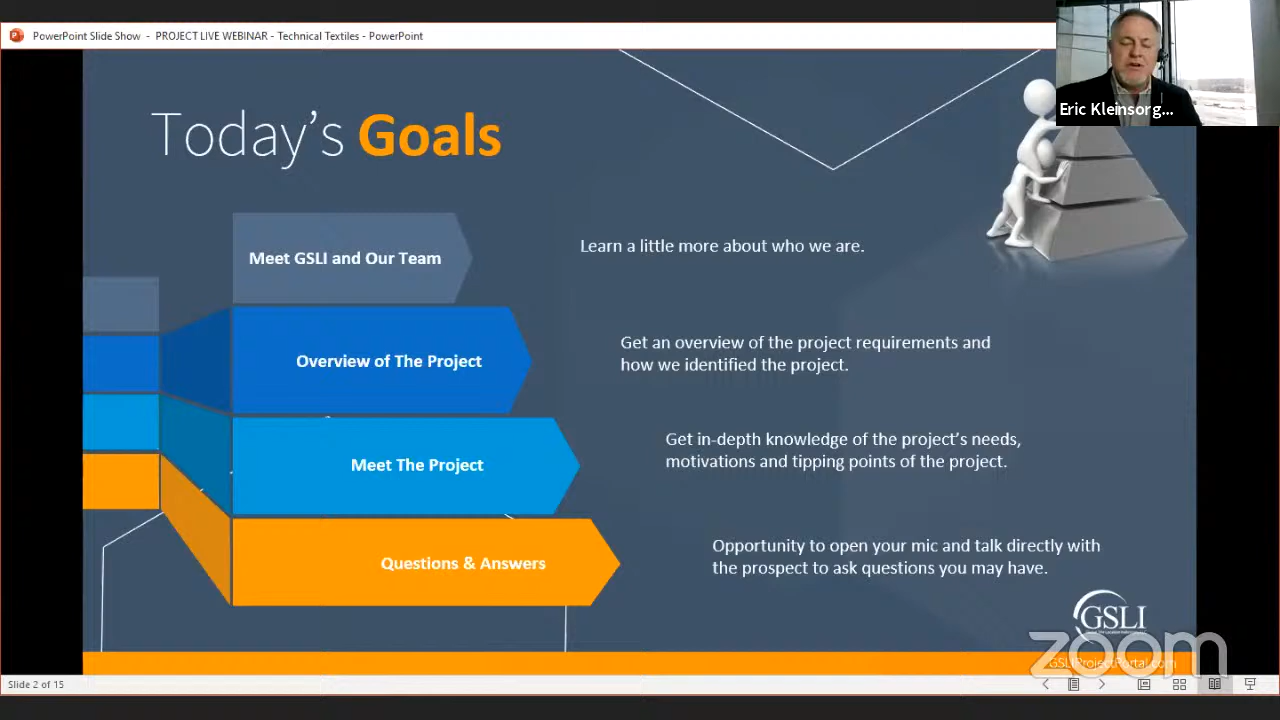 PowerPoint Slide Show - PROJECT LIVE WEBINAR - Technical Textiles - PowerPoint
Eric Kleinsorg...
Today's Goals
Meet GSLI and Our Team
Learn a little more about who we are.
Overview of The Project
Get an overview of the project requirements and
how we identified the project.
Meet The Project
Get in-depth knowledge of the project's needs,
motivations and tipping points of the project.
Questions & Answers
Opportunity to open your mic and talk directly with
the prospect to ask questions you may have.
GSLI
zoom
GSLIProjectPortal.com
Slide 2 of 15